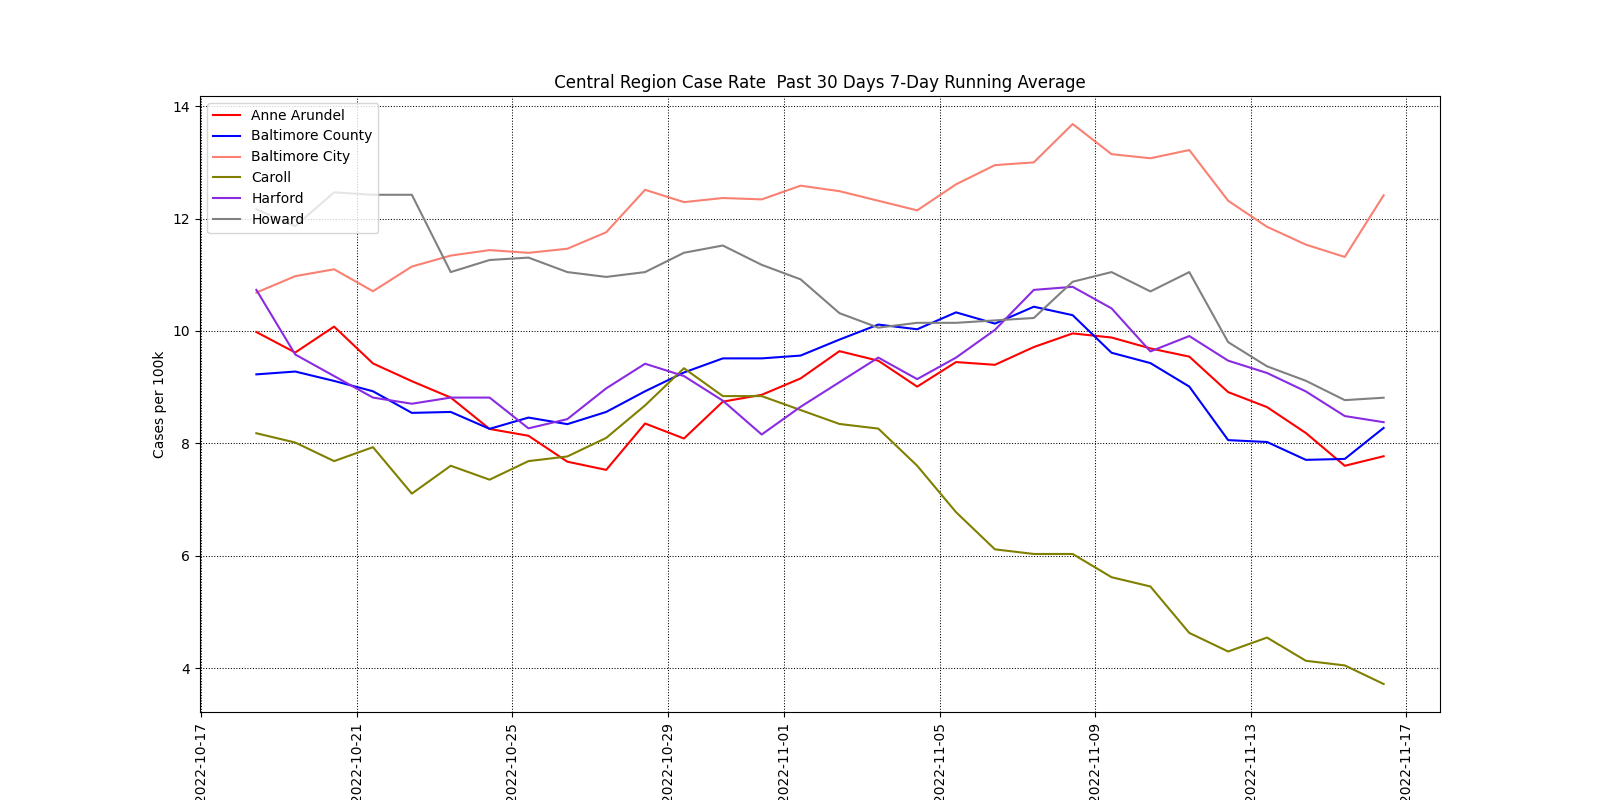 Central Region Case Rate  Past 30 Days 7-Day Running Average
14
12
10
8
6
4
Cases per 100k
Anne Arundel
Baltimore County
Baltimore City
Caroll
Harford
Howard
2022-10-17
2022-10-21
2022-10-25
2022-10-29
2022-11-01
2022-11-05
2022-11-09
2022-11-13
2022-11-17